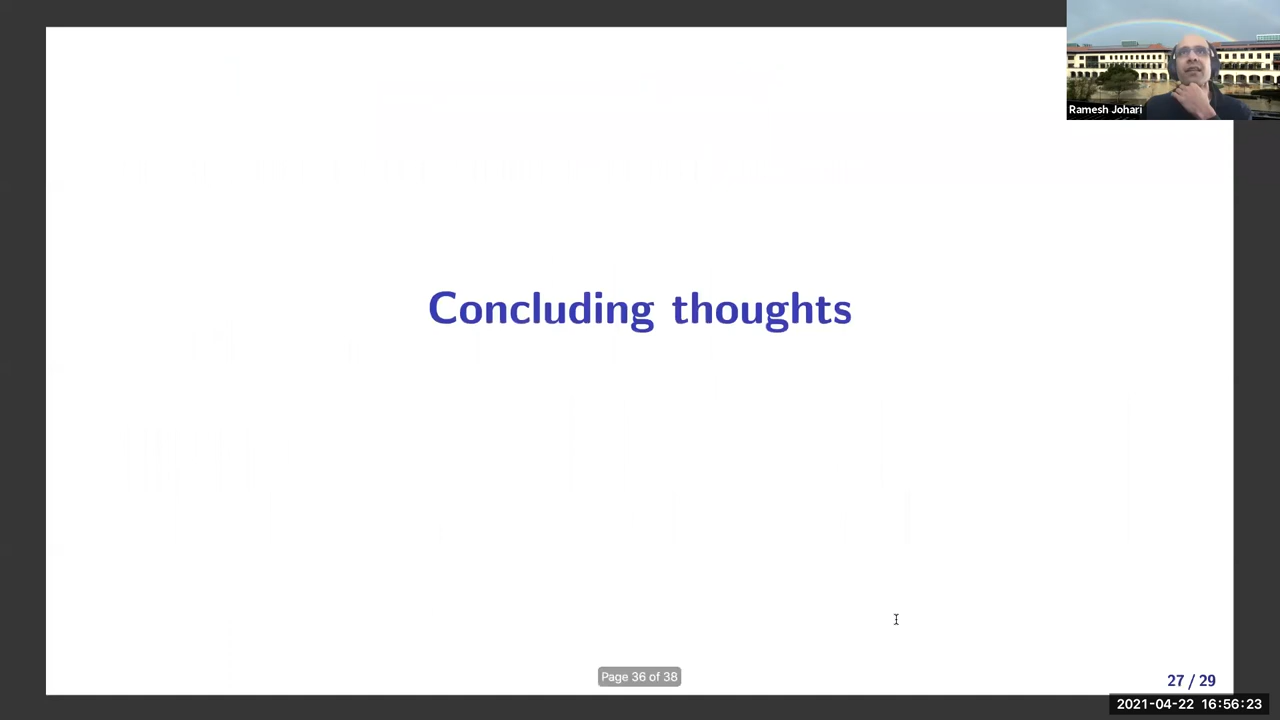 Ramesh Johari
Concluding thoughts
Page 36 of 38
27 / 29
2021-04-22 16:56:23